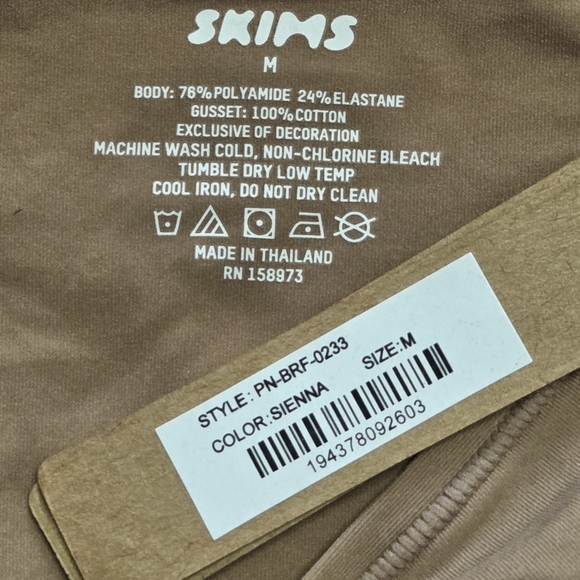 SKIMS
M
BODY: 76%POLYAMIDE 24%ELASTANE
GUSSET: 100%COTTON
EXCLUSIVE OF DECORATION
MACHINE WASH COLD, NON-CHLORINE BLEACH
TUMBLE DRY LOW TEMP
COOL IRON, DO NOT DRY CLEAN
MADE IN THAILAND
RN 158973
STYLE: PN-BRF-0233
COLOR:SIENNA SIZE:M
194378092603